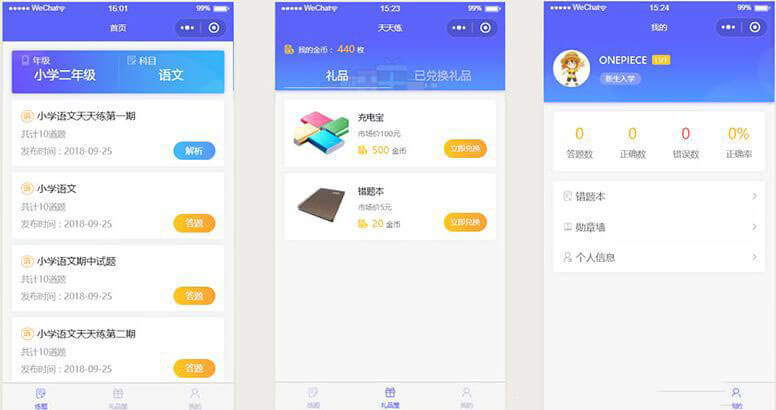 WeChat
16:01
99%
首页
年级
科目
小学二年级
语文
小学语文天天练第一期
共计10道题
发布时间：2018-09-25
解析
小学语文
共计10道题
发布时间：2018-09-25
答题
小学语文期中试题
共计10道题
发布时间：2018-09-25
答题
小学语文天天练第二期
共计10道题
发布时间：2018-09-25
答题
练题
礼品屋
我的
WeChat
15:23
99%
天天练
我的金币：440 枚
礼品
已兑换礼品
充电宝
市场价100元
500 金币
立即兑换
错题本
市场价5元
20 金币
立即兑换
练题
礼品屋
我的
WeChat
15:24
99%
我的
ONEPIECE LV1
新生入学
0
0
0
0%
答题数
正确数
错误数
正确率
错题本
勋章墙
个人信息
我的